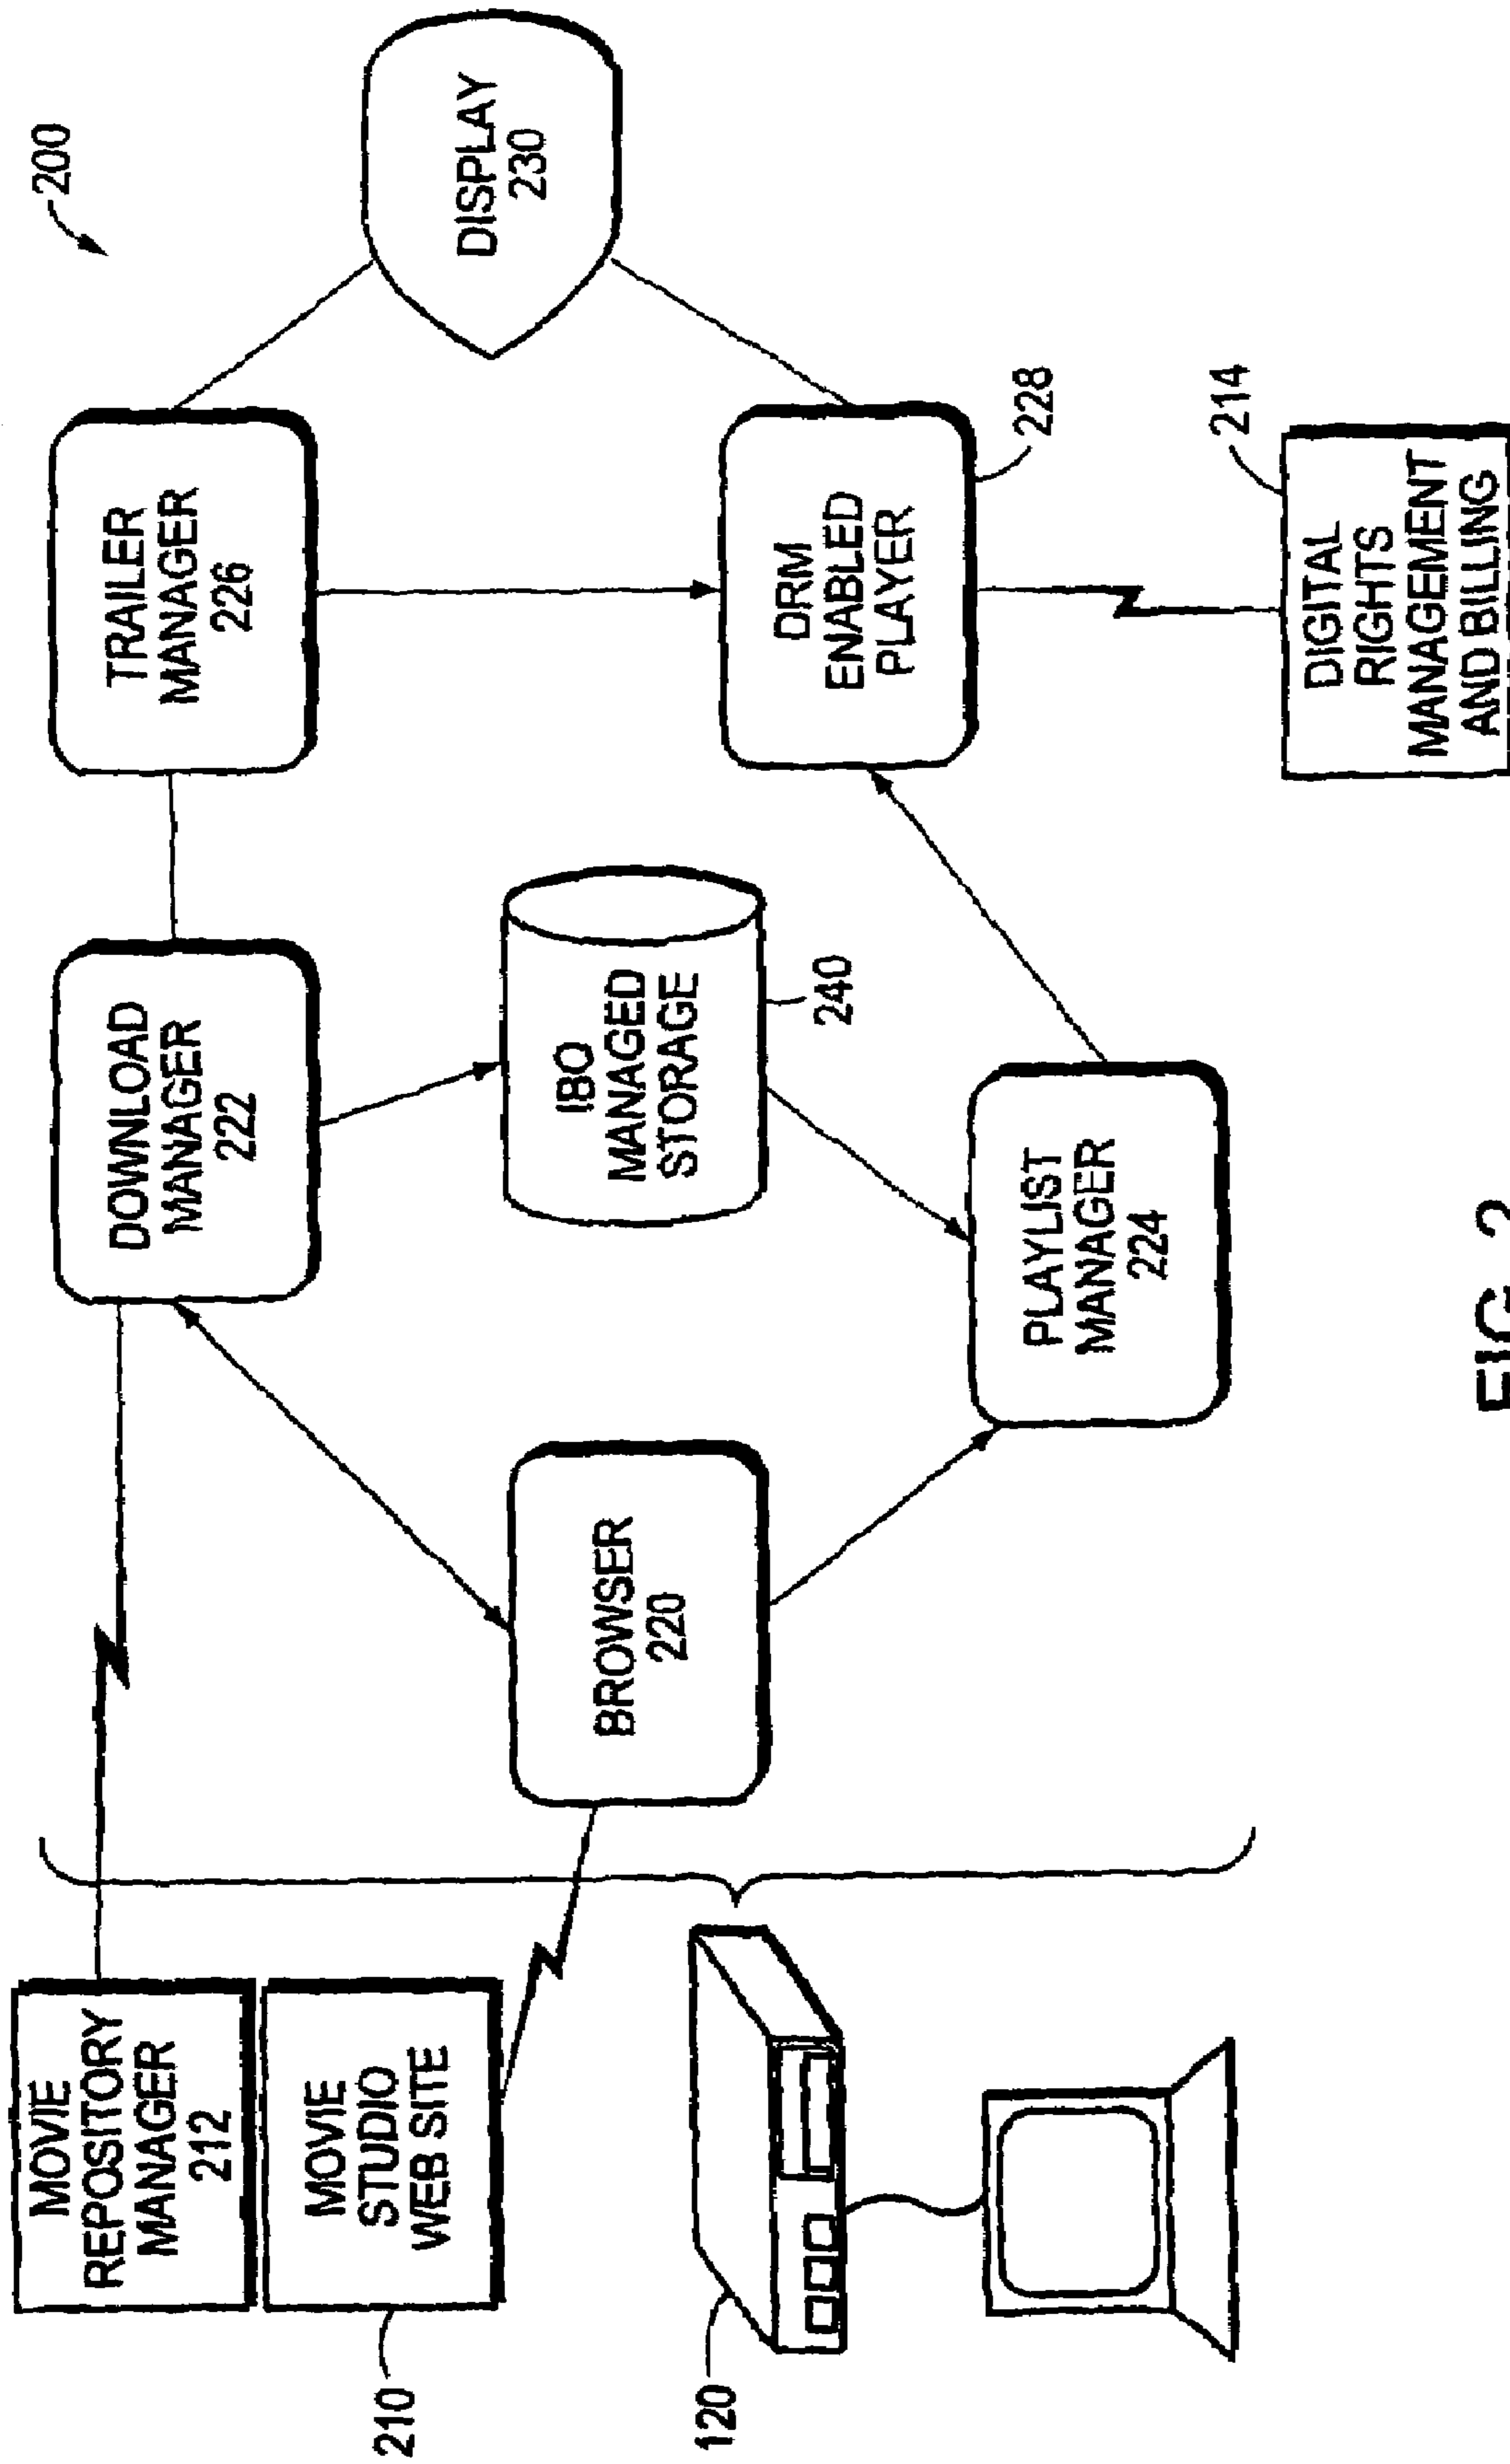 200
MOVIE
REPOSITORY
MANAGER
212
DOWNLOAD
MANAGER
222
TRAILER
MANAGER
226
MOVIE
STUDIO
WEB SITE
210
BROWSER
220
IBO
MANAGED
STORAGE
240
DISPLAY
230
DRM
ENABLED
PLAYER
228
120
PLAYLIST
MANAGER
224
DIGITAL
RIGHTS
MANAGEMENT
AND BILLING
214
FIG. 2